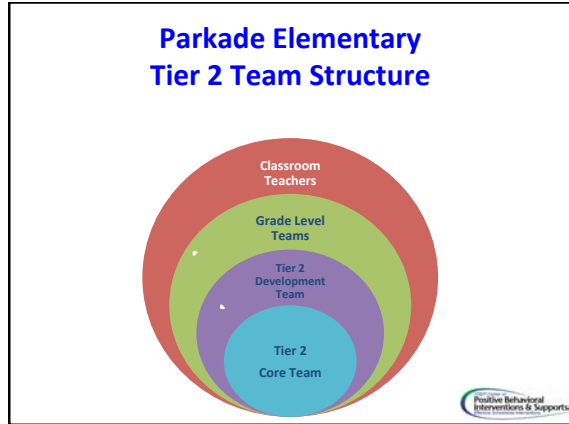 Parkade Elementary
Tier 2 Team Structure
Classroom
Teachers
Grade Level
Teams
Tier 2
Development
Team
Tier 2
Core Team
Positive Behavioral
Interventions & Supports